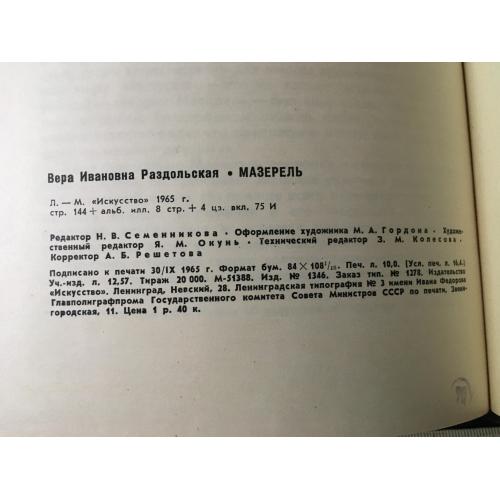 Вера Ивановна Раздольская • МАЗЕРЕЛЬ
Л. — М. «Искусство» 1965 г.
стр. 144 + альб. илл. 8 стр. + 4 цв. вкл. 75 И
Редактор Н. В. Семенникова • Оформление художника М. А. Гордона • Художе-
ственный редактор Я. М. Окунь • Технический редактор З. М. Колесова •
Корректор А. Б. Решетова
Подписано к печати 30/IX 1965 г. Формат бум. 84 × 108¹/₁₆. Печ. л. 10,0. (Усл. печ. л. 16,4.)
Уч.-изд. л. 12,57. Тираж 20 000. М-51388. Изд. № 1346. Заказ тип. № 1278. Издательство
«Искусство». Ленинград, Невский, 28. Ленинградская типография № 3 имени Ивана Федорова
Главполиграфпрома Государственного комитета Совета Министров СССР по печати, Звени-
городская, 11. Цена 1 р. 40 к.